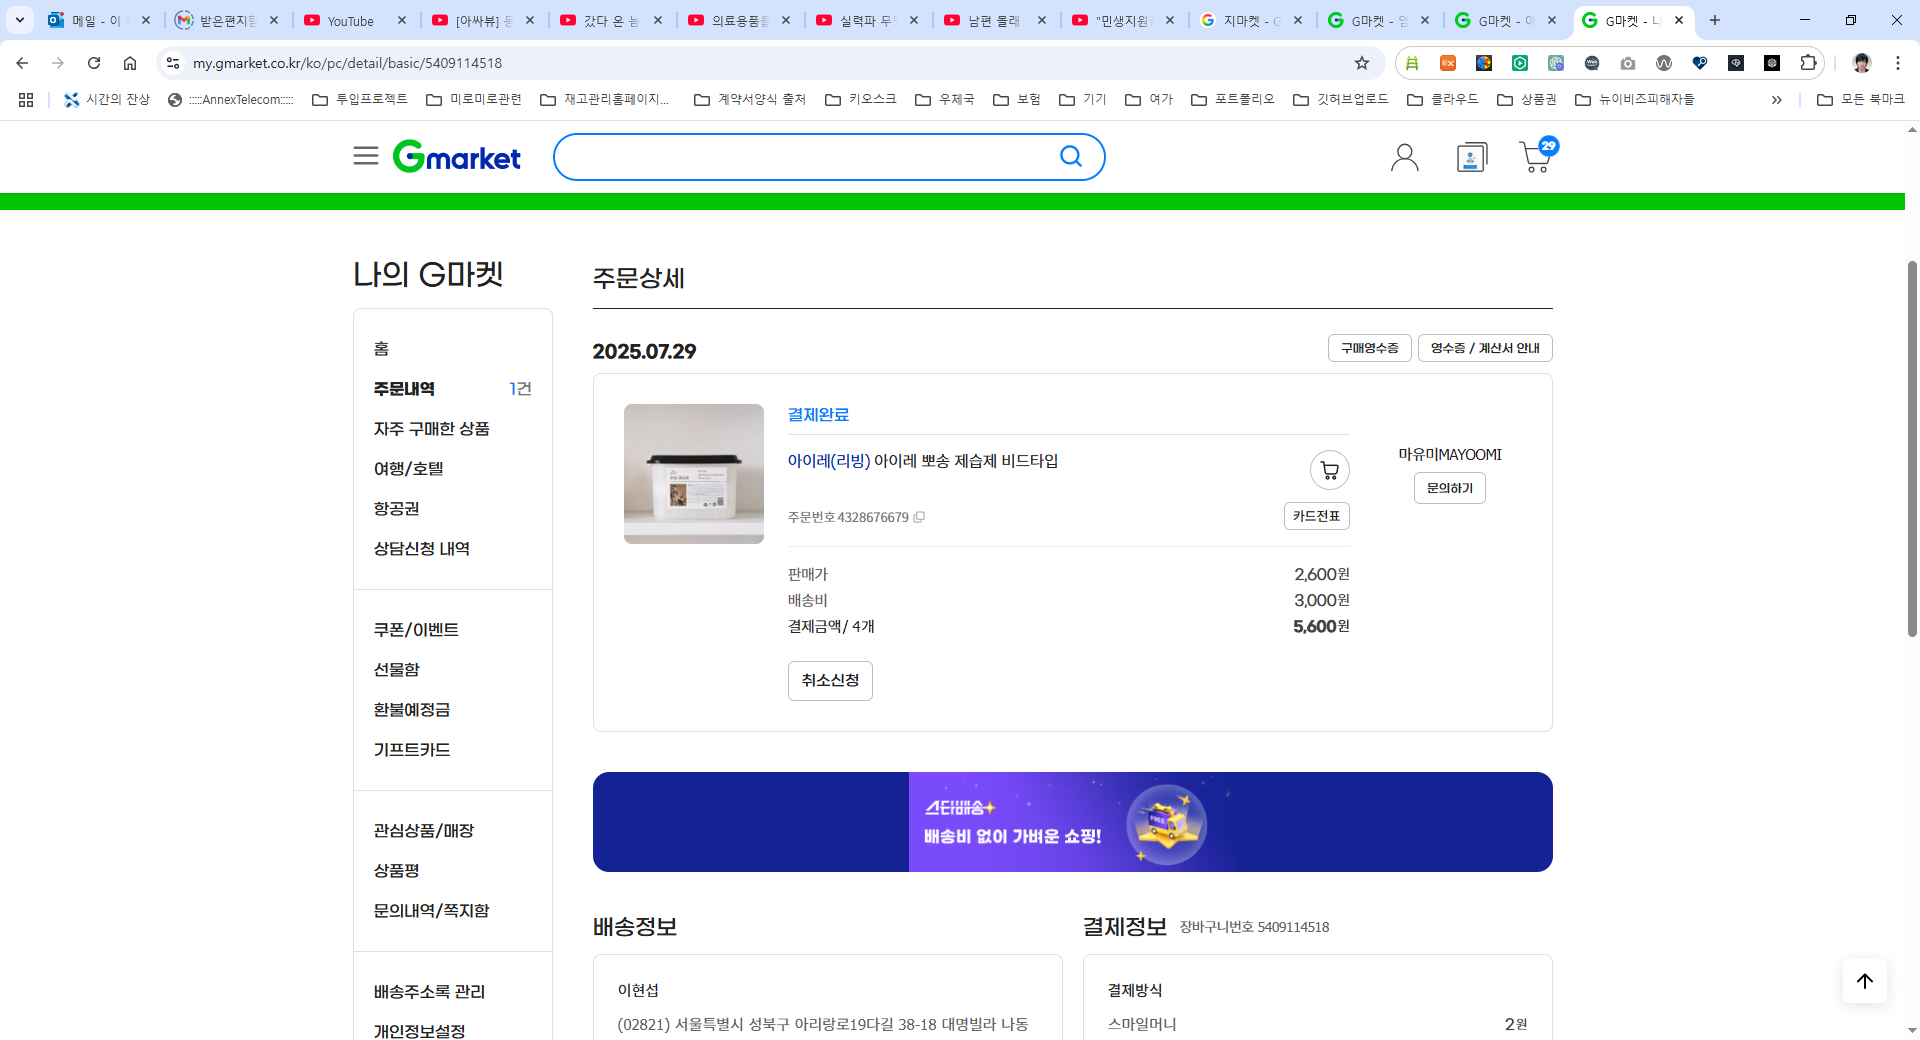 메일 - 이
받은편지함
YouTube
[아싸뷰] 등
갔다 온 놈
의료용품을
실력파 무
남편 몰래
"민생지원
지마켓 - G
G마켓 - 엄
G마켓 - 이
G마켓 - 나
my.gmarket.co.kr/ko/pc/detail/basic/5409114518
시간의 잔상
:::::AnnexTelecom:::::
투입프로젝트
미로미로관련
재고관리홈페이지...
계약서양식 출처
키오스크
우체국
보험
기기
여가
포트폴리오
깃허브업로드
클라우드
상품권
뉴이비즈피해자들
모든 북마크
Gmarket
29
나의 G마켓
홈
주문내역 1건
자주 구매한 상품
여행/호텔
항공권
상담신청 내역
쿠폰/이벤트
선물함
환불예정금
기프트카드
관심상품/매장
상품평
문의내역/쪽지함
배송주소록 관리
개인정보설정
주문상세
2025.07.29
구매영수증
영수증 / 계산서 안내
결제완료
아이레(리빙) 아이레 뽀송 제습제 비드타입
주문번호 4328676679
카드전표
마유미MAYOOMI
문의하기
판매가 2,600원
배송비 3,000원
결제금액/ 4개 5,600원
취소신청
스타배송
배송비 없이 가벼운 쇼핑!
FREE
배송정보
이현섭
(02821) 서울특별시 성북구 아리랑로19다길 38-18 대명빌라 나동
결제정보 장바구니번호 5409114518
결제방식
스마일머니 2원